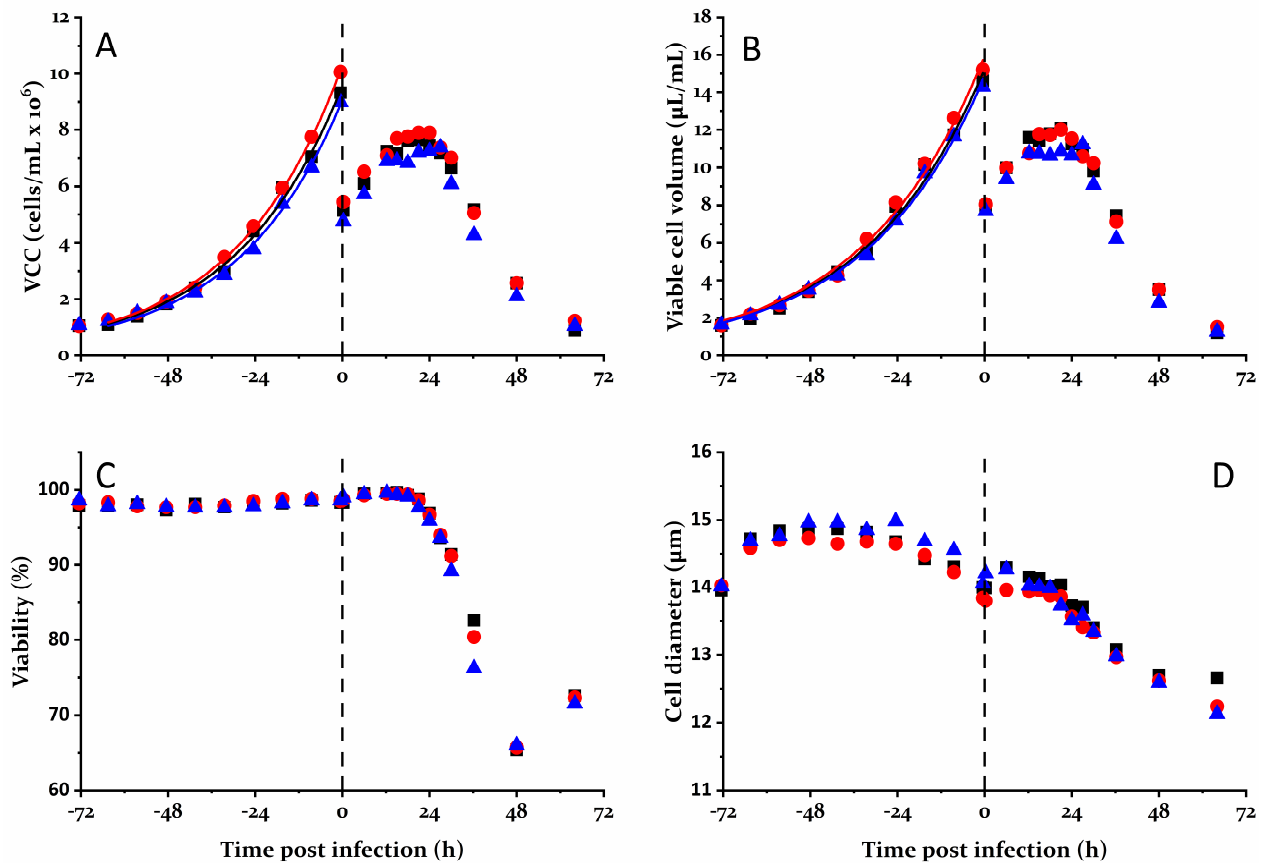 A
VCC (cells/mL x 10⁶)
16
14
12
10
8
6
4
2
0
-72 -48 -24 0 24 48 72
B
Viable cell volume (µL/mL)
18
16
14
12
10
8
6
4
2
0
-72 -48 -24 0 24 48 72
C
Viability (%)
100
90
80
70
60
-72 -48 -24 0 24 48 72
Time post infection (h)
D
Cell diameter (µm)
16
15
14
13
12
11
-72 -48 -24 0 24 48 72
Time post infection (h)